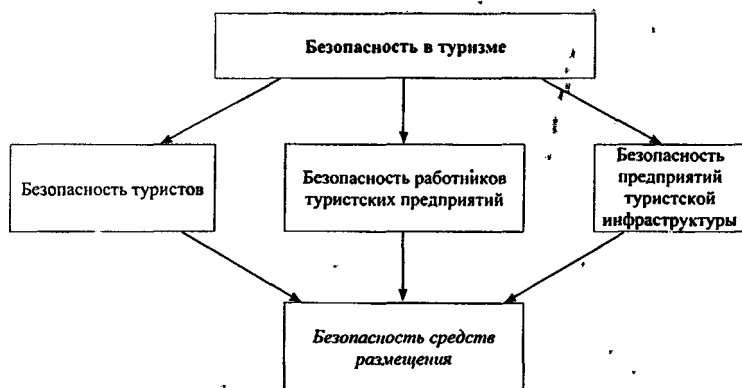 Безопасность в туризме
Безопасность туристов
Безопасность работников
туристских предприятий
Безопасность
предприятий
туристской
инфраструктуры
Безопасность средств
размещения